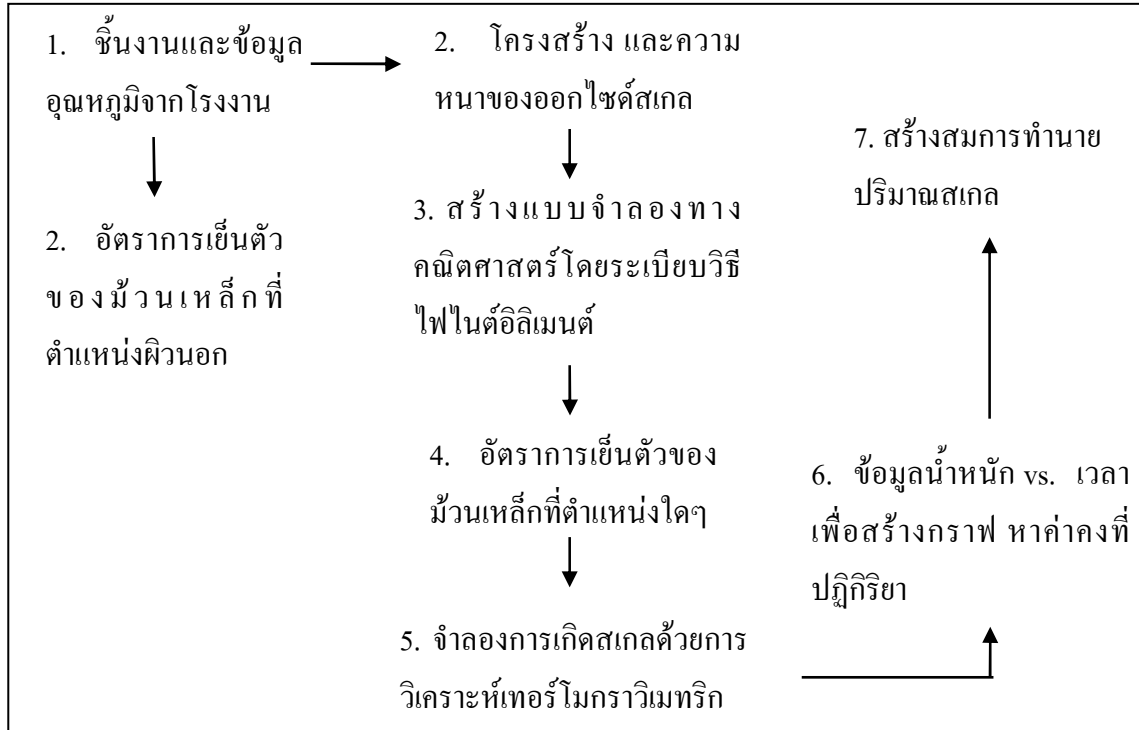 1. ชิ้นงานและข้อมูล
อุณหภูมิจากโรงงาน
2. โครงสร้าง และความ
หนาของออกไซด์สเกล
2. อัตราการเย็นตัว
ของม้วนเหล็กที่
ตำแหน่งผิวนอก
3. สร้างแบบจำลองทาง
คณิตศาสตร์โดยระเบียบวิธี
ไฟไนต์อิลิเมนต์
4. อัตราการเย็นตัวของ
ม้วนเหล็กที่ตำแหน่งใดๆ
5. จำลองการเกิดสเกลด้วยการ
วิเคราะห์เทอร์โมกราวิเมทริก
6. ข้อมูลน้ำหนัก vs. เวลา
เพื่อสร้างกราฟ หาค่าคงที่
ปฏิกิริยา
7. สร้างสมการทำนาย
ปริมาณสเกล